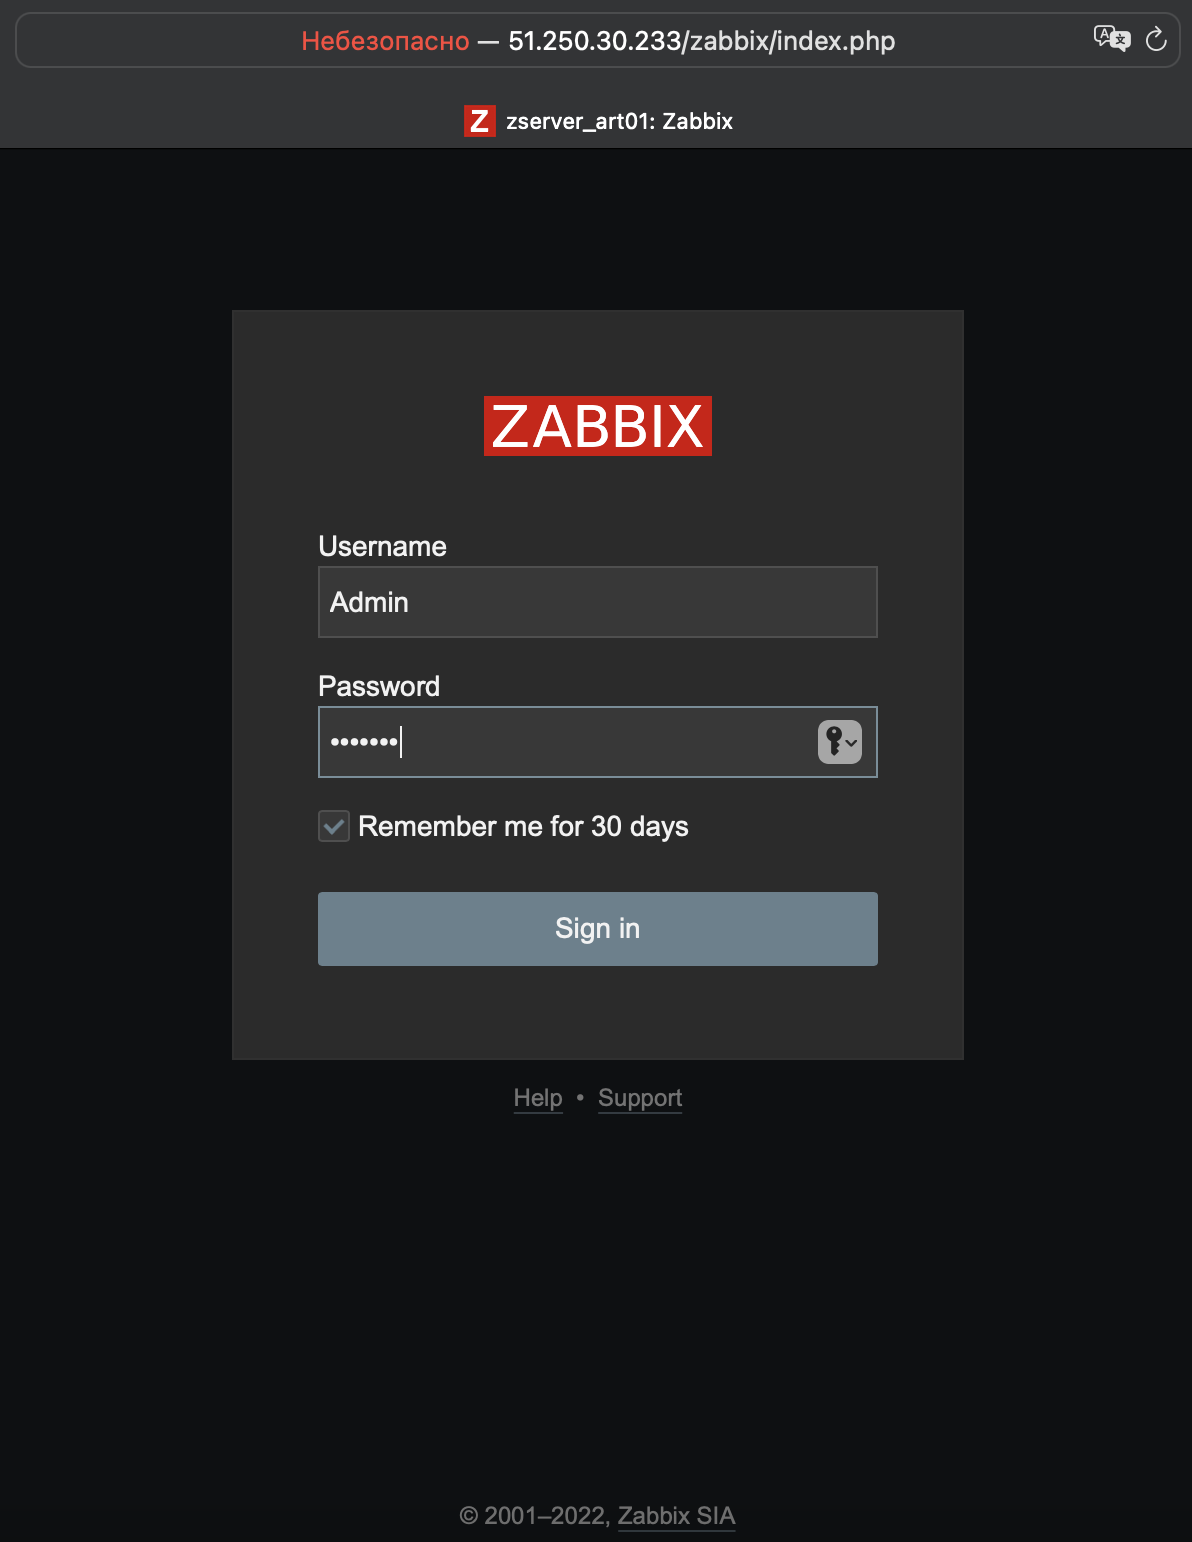 Небезопасно — 51.250.30.233/zabbix/index.php
Z zserver_art01: Zabbix
ZABBIX
Username
Admin
Password
•••••••
Remember me for 30 days
Sign in
Help • Support
© 2001–2022, Zabbix SIA